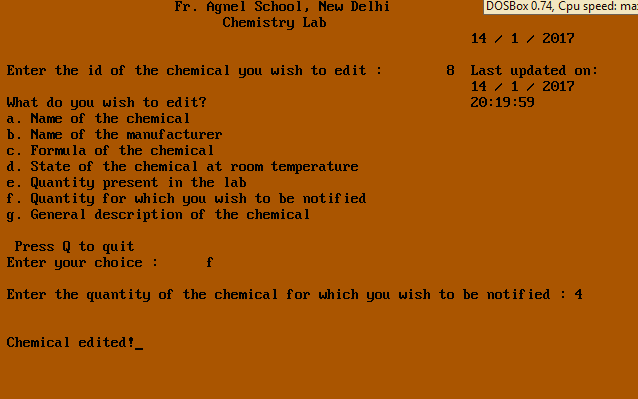 Fr. Agnel School, New Delhi
DOSBox 0.74, Cpu speed:
Chemistry Lab
14 / 1 / 2017
Enter the id of the chemical you wish to edit : 8 Last updated on:
14 / 1 / 2017
What do you wish to edit? 20:19:59
a. Name of the chemical
b. Name of the manufacturer
c. Formula of the chemical
d. State of the chemical at room temperature
e. Quantity present in the lab
f. Quantity for which you wish to be notified
g. General description of the chemical
Press Q to quit
Enter your choice : f
Enter the quantity of the chemical for which you wish to be notified : 4
Chemical edited!_